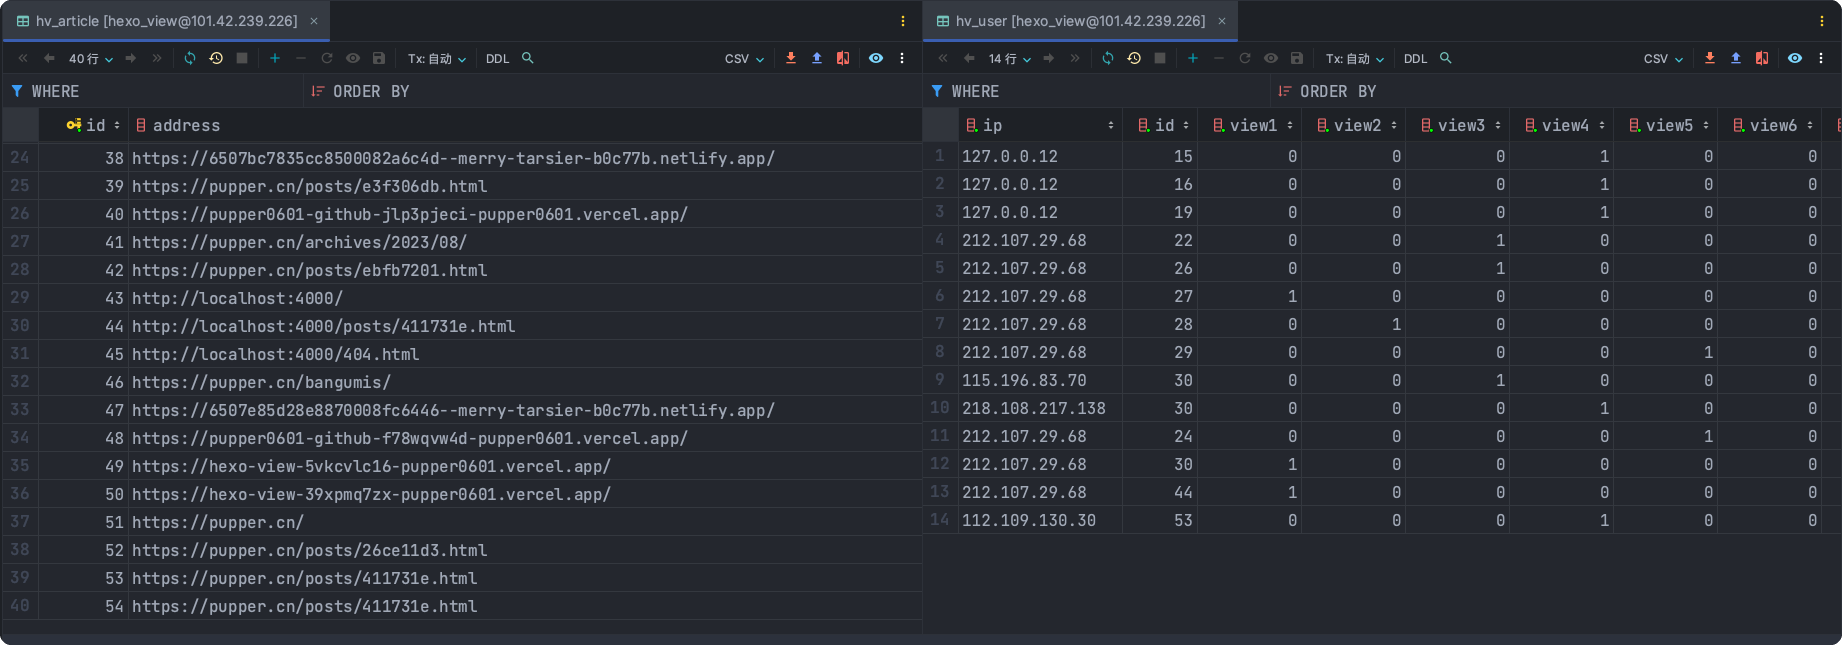 hv_article [hexo_view@101.42.239.226] ×
40 行 Tx: 自动 DDL CSV
WHERE ORDER BY
id address
24 38 https://6507bc7835cc8500082a6c4d--merry-tarsier-b0c77b.netlify.app/
25 39 https://pupper.cn/posts/e3f306db.html
26 40 https://pupper0601-github-jlp3pjeci-pupper0601.vercel.app/
27 41 https://pupper.cn/archives/2023/08/
28 42 https://pupper.cn/posts/ebfb7201.html
29 43 http://localhost:4000/
30 44 http://localhost:4000/posts/411731e.html
31 45 http://localhost:4000/404.html
32 46 https://pupper.cn/bangumis/
33 47 https://6507e85d28e8870008fc6446--merry-tarsier-b0c77b.netlify.app/
34 48 https://pupper0601-github-f78wqvw4d-pupper0601.vercel.app/
35 49 https://hexo-view-5vkcvlc16-pupper0601.vercel.app/
36 50 https://hexo-view-39xpmq7zx-pupper0601.vercel.app/
37 51 https://pupper.cn/
38 52 https://pupper.cn/posts/26ce11d3.html
39 53 https://pupper.cn/posts/411731e.html
40 54 https://pupper.cn/posts/411731e.html
hv_user [hexo_view@101.42.239.226] ×
14 行 Tx: 自动 DDL CSV
WHERE ORDER BY
ip id view1 view2 view3 view4 view5 view6
1 127.0.0.12 15 0 0 0 1 0 0
2 127.0.0.12 16 0 0 0 1 0 0
3 127.0.0.12 19 0 0 0 1 0 0
4 212.107.29.68 22 0 0 1 0 0 0
5 212.107.29.68 26 0 0 1 0 0 0
6 212.107.29.68 27 1 0 0 0 0 0
7 212.107.29.68 28 0 1 0 0 0 0
8 212.107.29.68 29 0 0 0 0 1 0
9 115.196.83.70 30 0 0 1 0 0 0
10 218.108.217.138 30 0 0 0 1 0 0
11 212.107.29.68 24 0 0 0 0 1 0
12 212.107.29.68 30 1 0 0 0 0 0
13 212.107.29.68 44 1 0 0 0 0 0
14 112.109.130.30 53 0 0 0 1 0 0